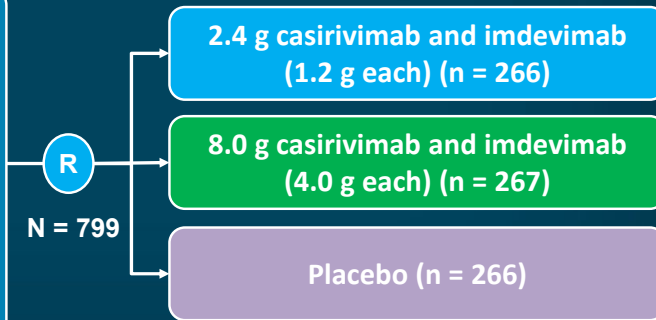 2.4 g casirivimab and imdevimab
(1.2 g each) (n = 266)
R
8.0 g casirivimab and imdevimab
(4.0 g each) (n = 267)
N = 799
Placebo (n = 266)